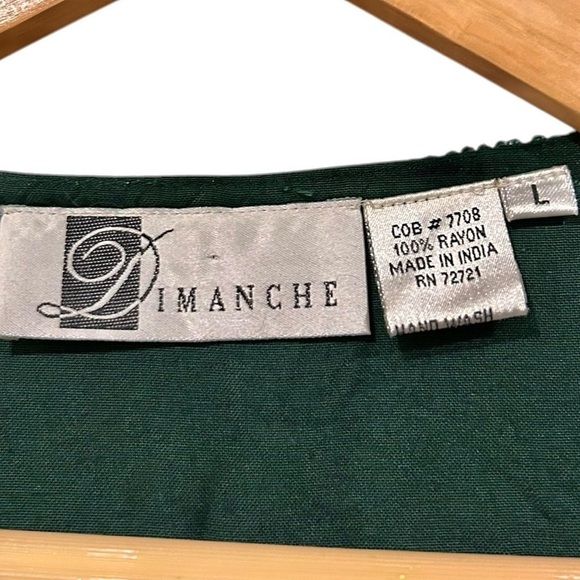 DIMANCHE
COB # 7708
100% RAYON
MADE IN INDIA
RN 72721
HAND WASH
L